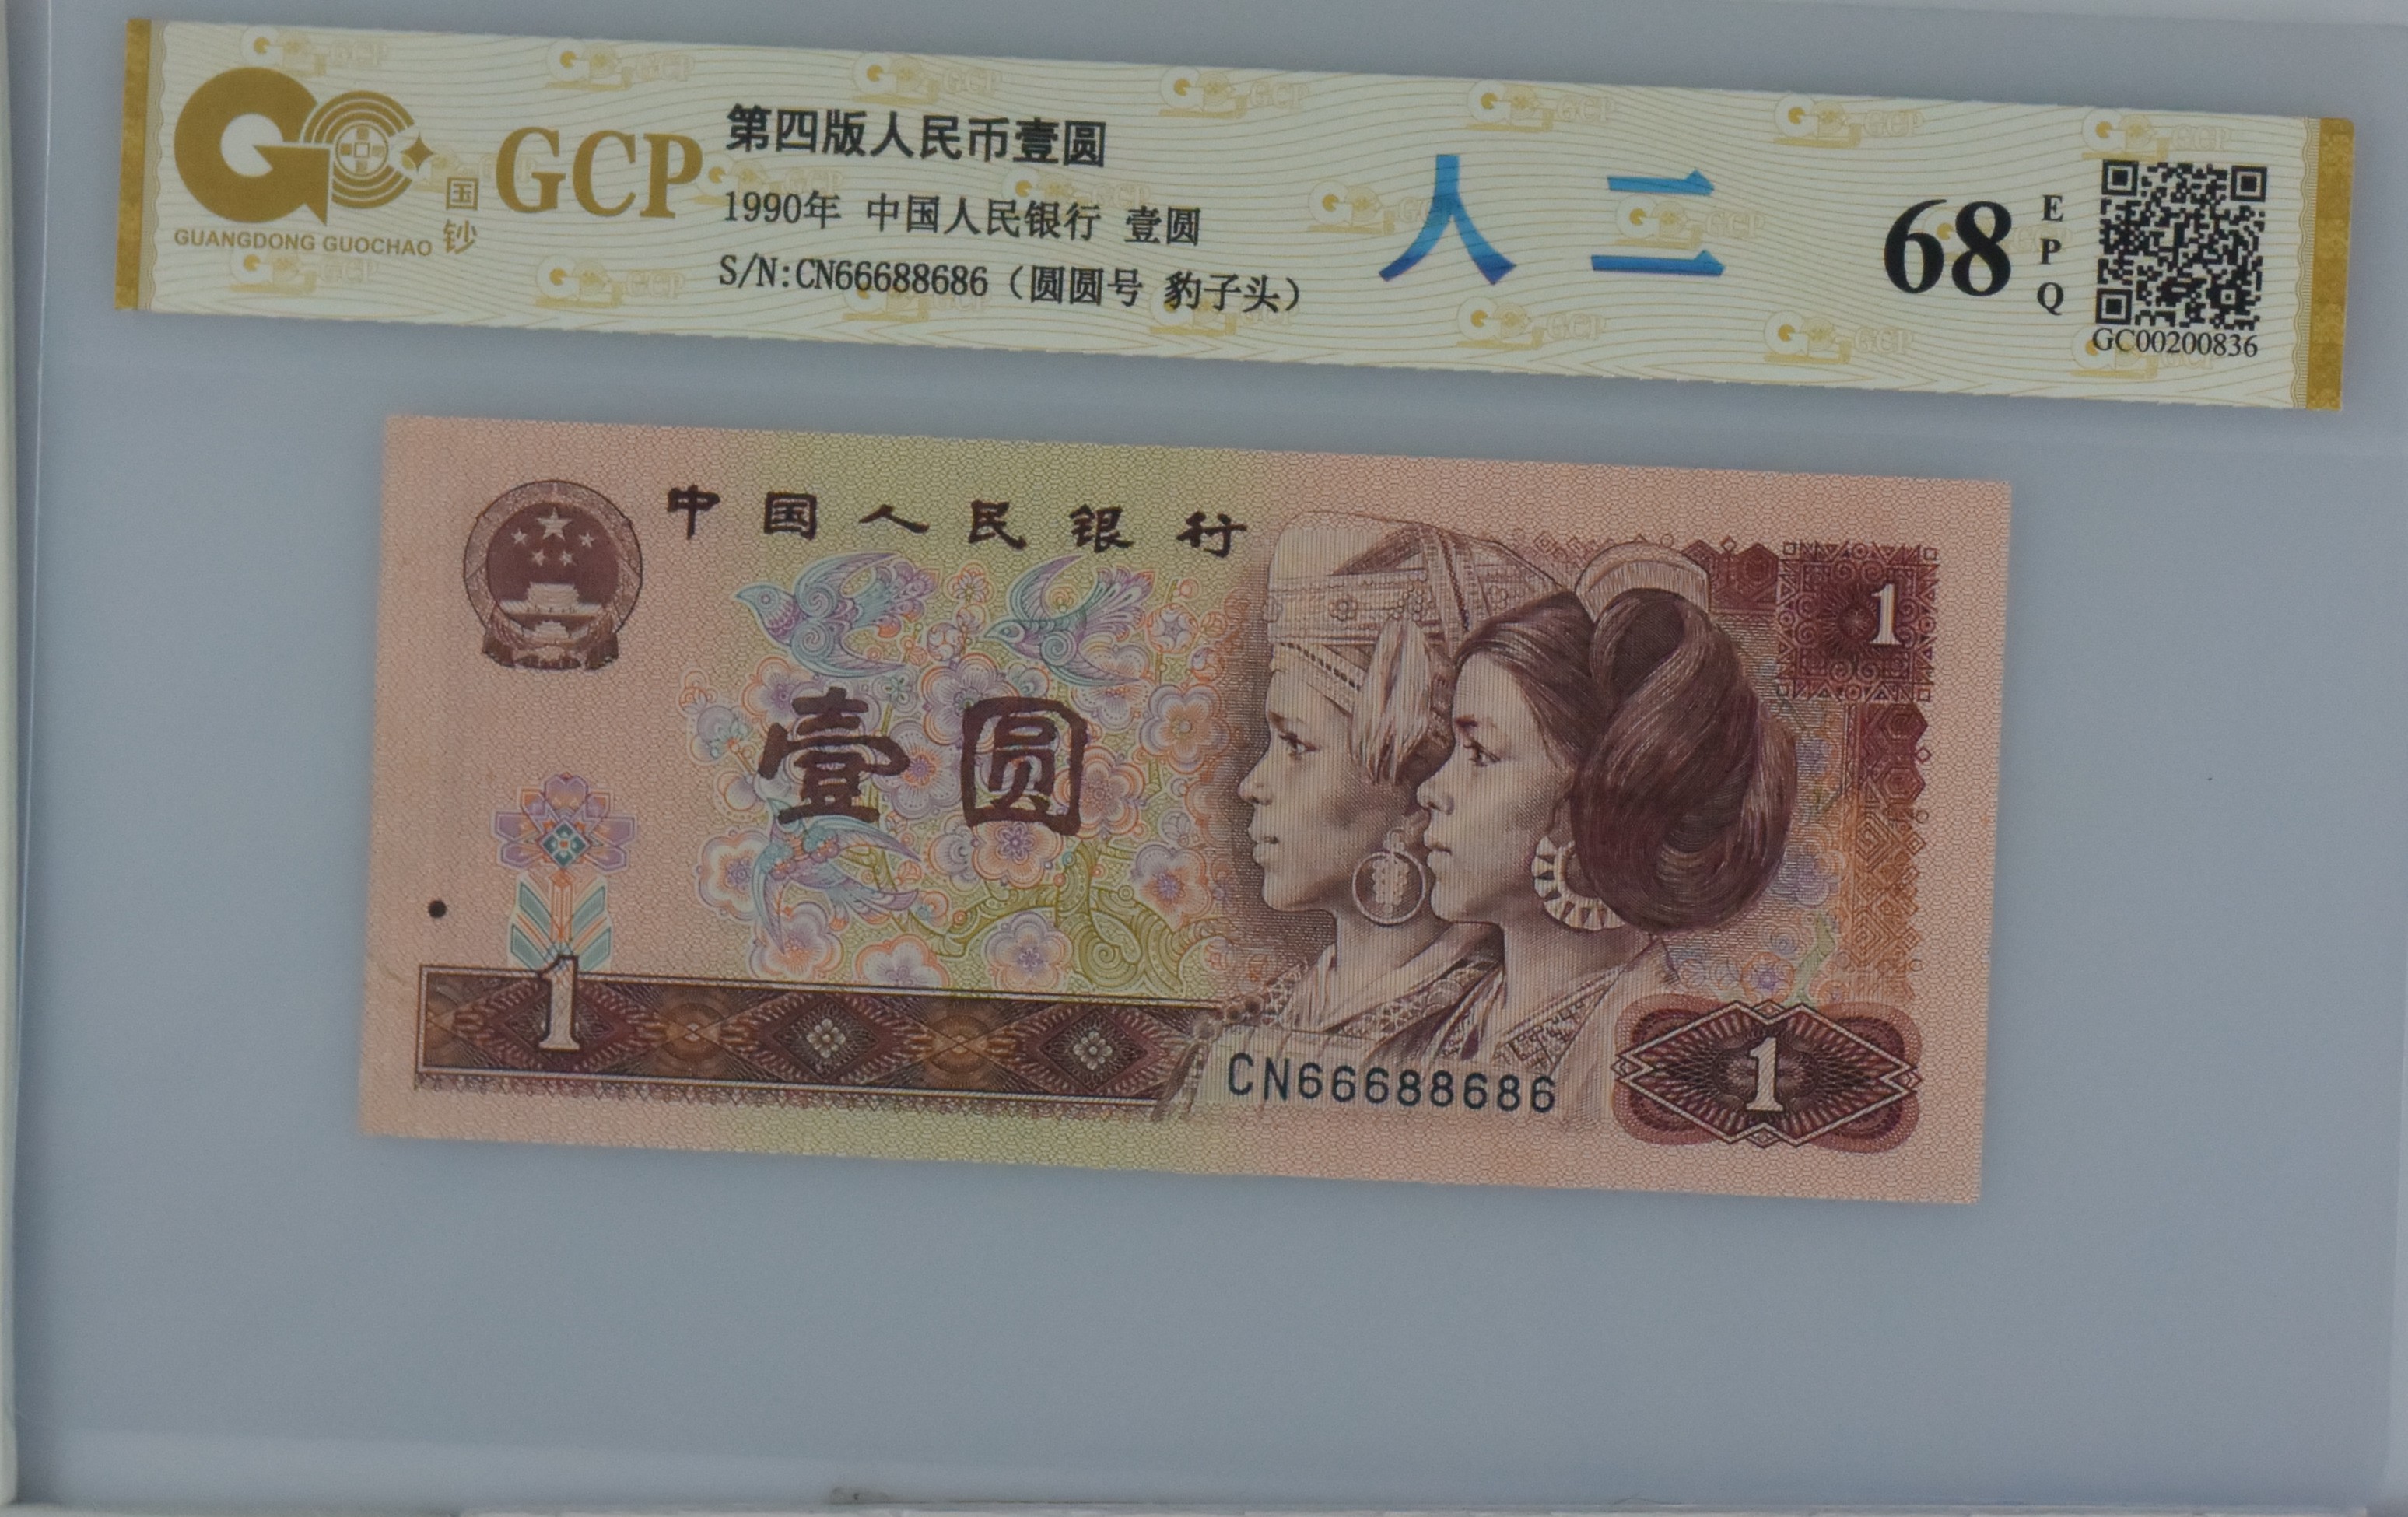 GCP
国钞
GUANGDONG GUOCHAO
第四版人民币壹圆
1990年 中国人民银行 壹圆
S/N:CN66688686（圆圆号 豹子头）
人 二
68
EPQ
GC00200836
中国人民银行
1
壹圆
1
CN66688686
1